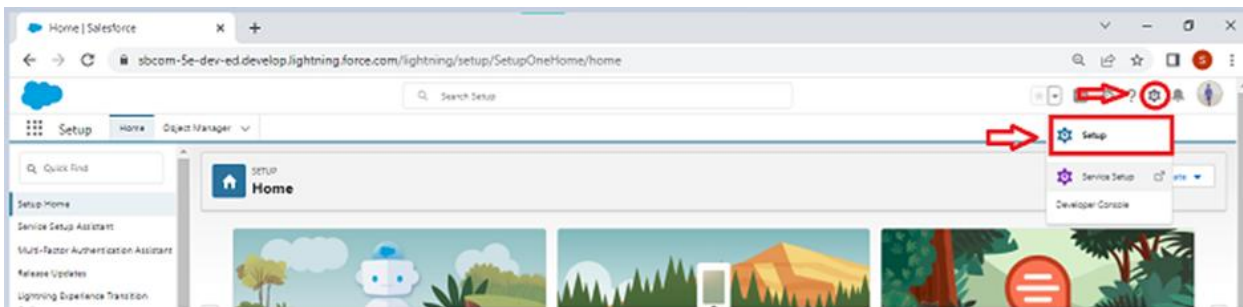 Home | Salesforce
sbcom-5e-dev-ed.develop.lightning.force.com/lightning/setup/SetupOneHome/home
S
Search Setup
?
Setup Home Object Manager
Setup
Quick Find
SETUP
Home
Service Setup
Developer Console
Setup Home
Service Setup Assistant
Multi-Factor Authentication Assistant
Release Updates
Lightning Experience Transition